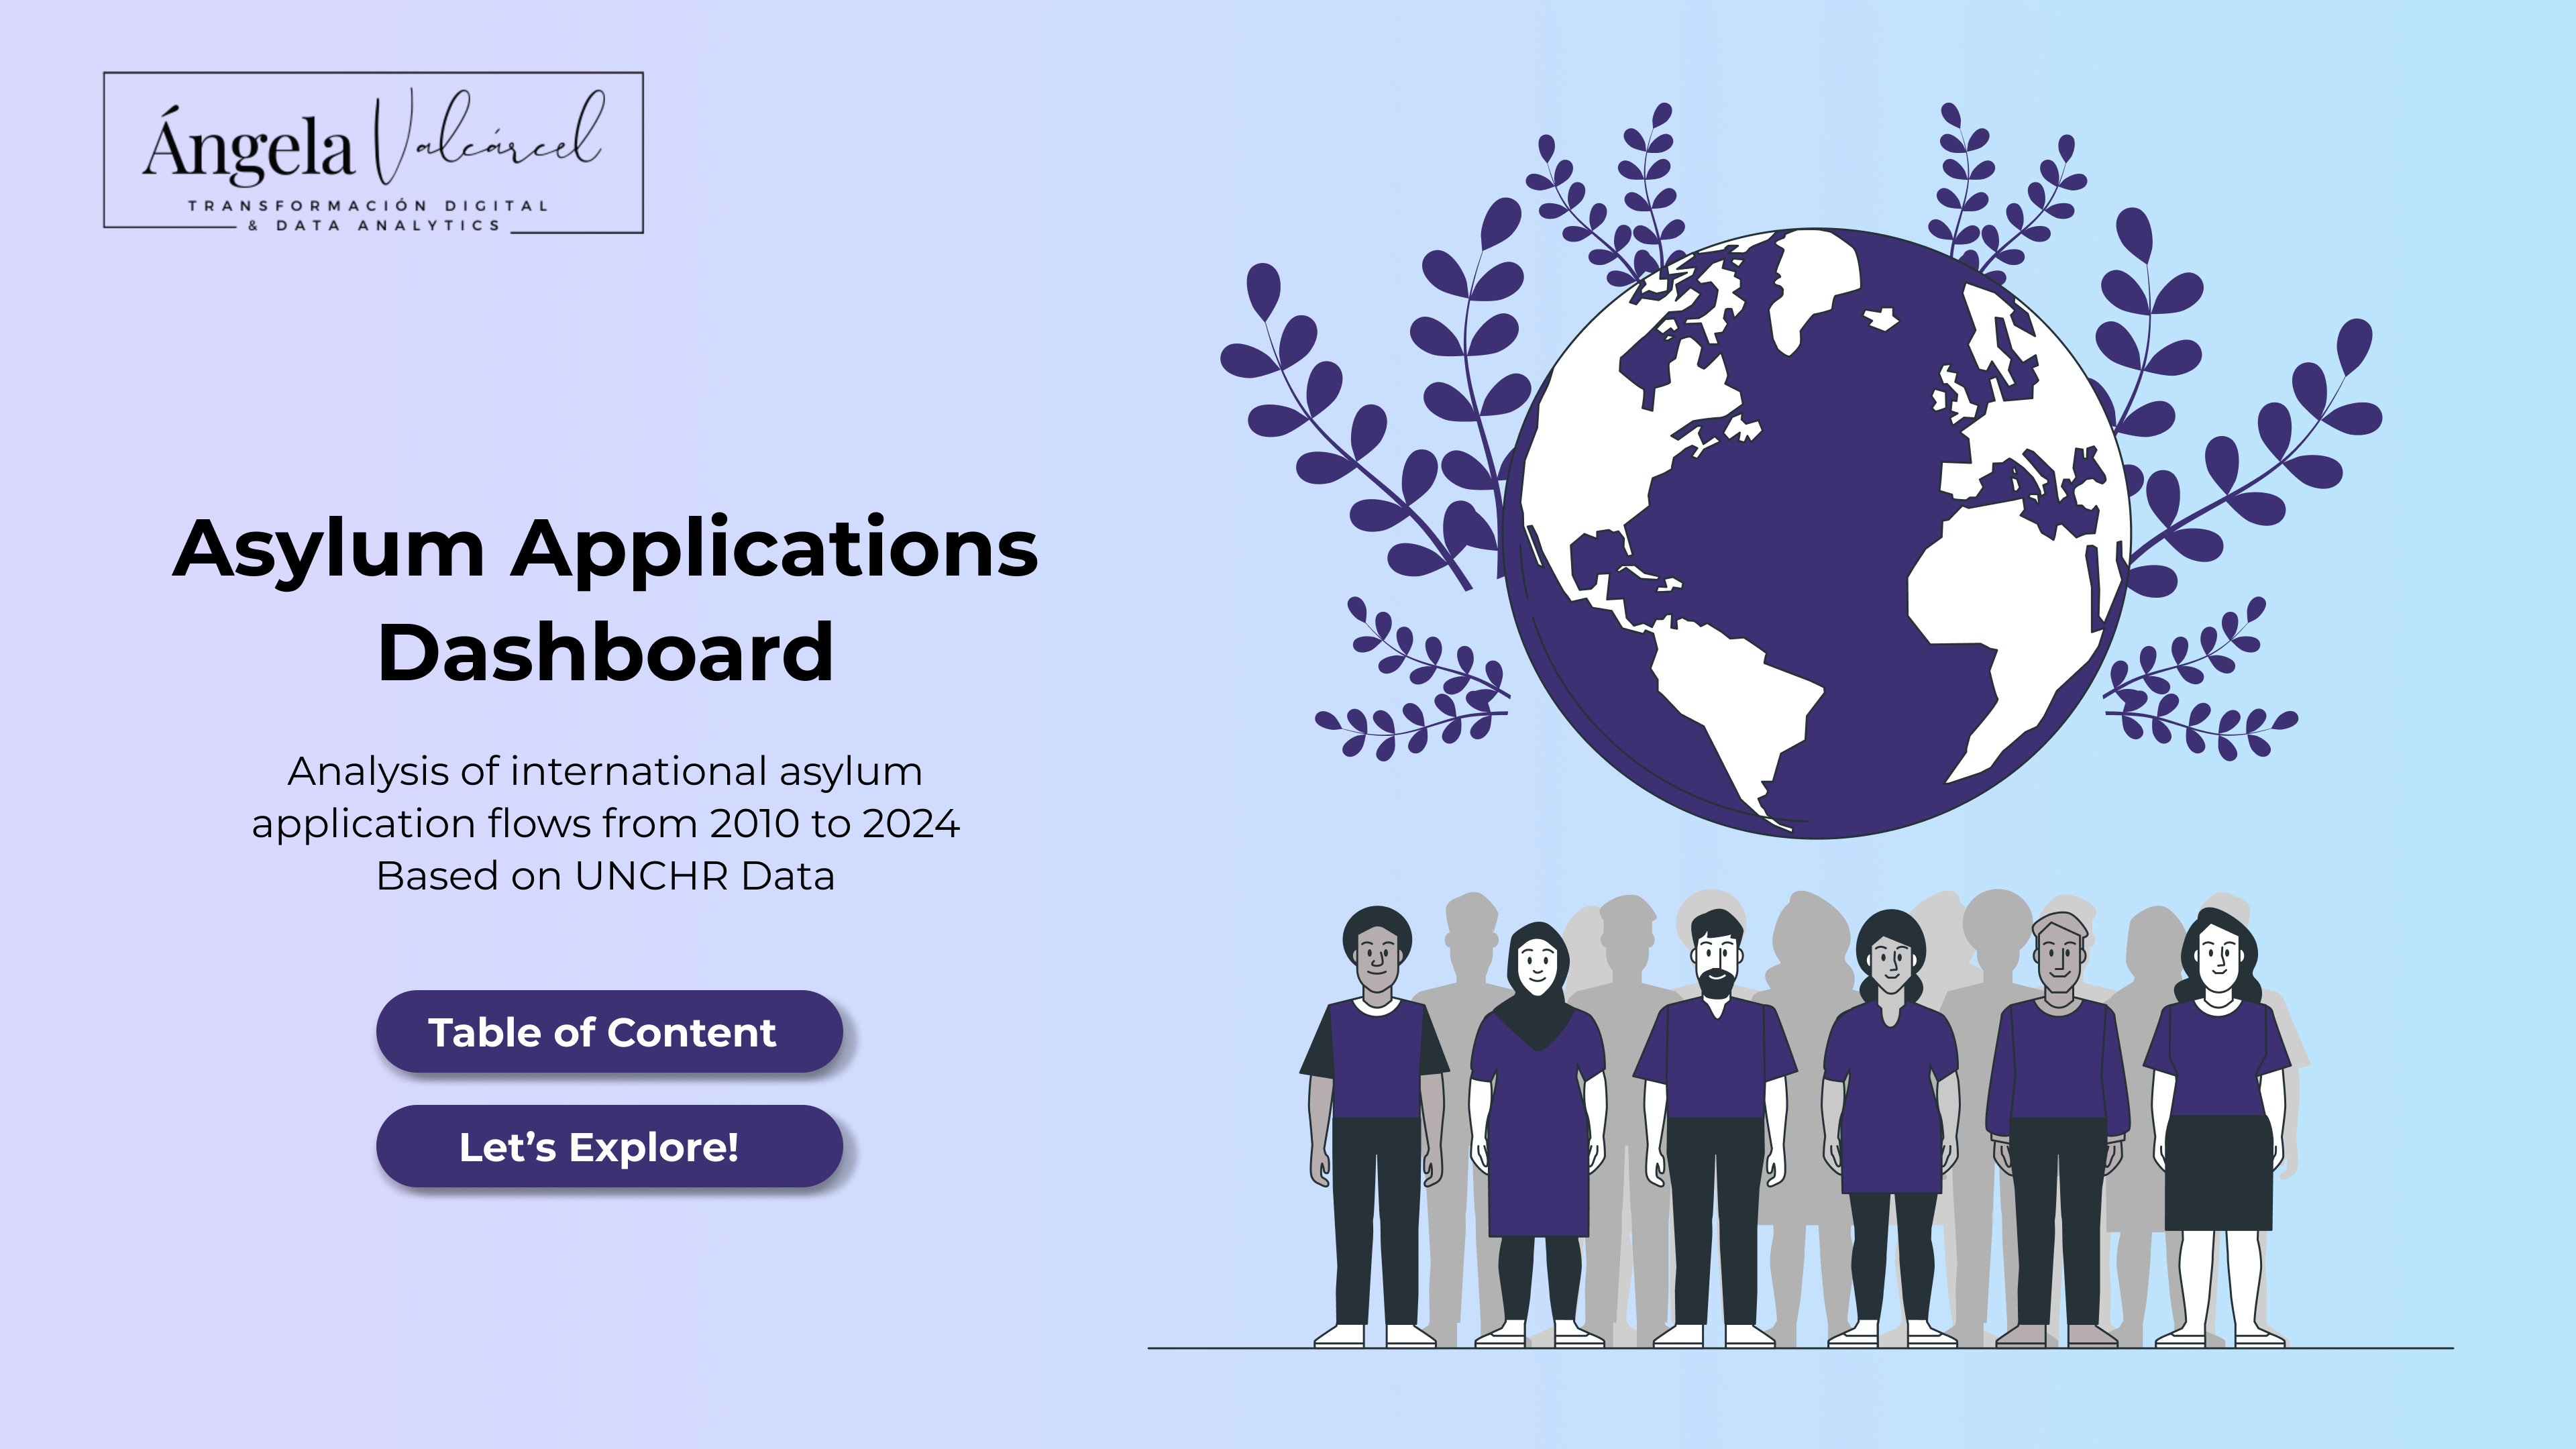 Ángela Valcárcel
TRANSFORMACIÓN DIGITAL
& DATA ANALYTICS
Asylum Applications
Dashboard
Analysis of international asylum
application flows from 2010 to 2024
Based on UNCHR Data
Table of Content
Let’s Explore!